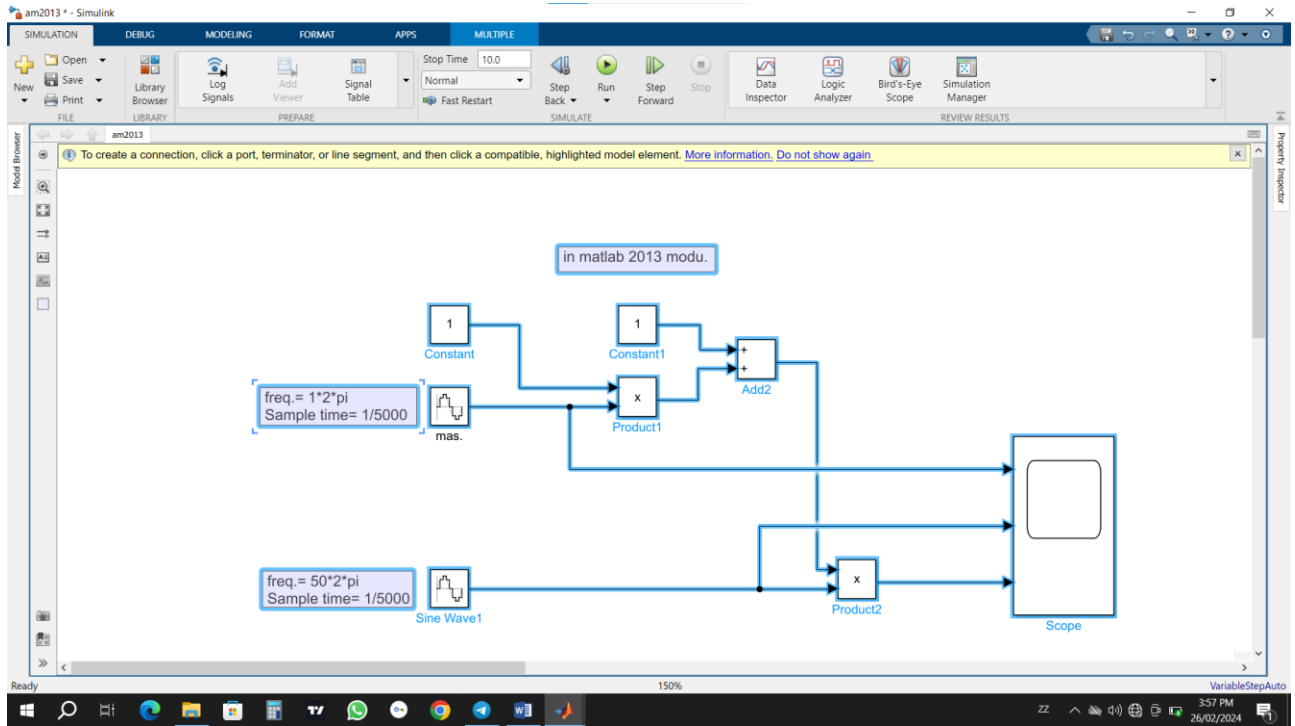 am2013 * - Simulink
SIMULATION DEBUG MODELING FORMAT APPS MULTIPLE
New
Open
Save
Print
FILE
Library Browser
LIBRARY
Log Signals
Add Viewer
Signal Table
PREPARE
Stop Time 10.0
Normal
Fast Restart
Step Back
Run
Step Forward
Stop
SIMULATE
Data Inspector
Logic Analyzer
Bird's-Eye Scope
Simulation Manager
REVIEW RESULTS
Model Browser
am2013
Property Inspector
To create a connection, click a port, terminator, or line segment, and then click a compatible, highlighted model element. More information. Do not show again
in matlab 2013 modu.
1
Constant
1
Constant1
+
+
Add2
freq.= 1*2*pi
Sample time= 1/5000
mas.
x
Product1
freq.= 50*2*pi
Sample time= 1/5000
Sine Wave1
x
Product2
Scope
Ready 150% VariableStepAuto
ZZ
3:57 PM
26/02/2024